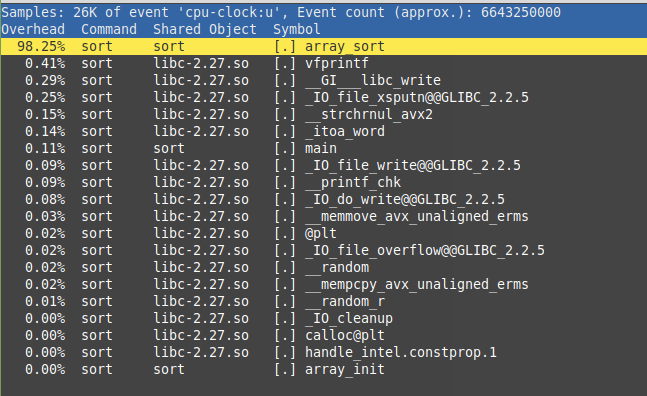 Samples: 26K of event 'cpu-clock:u', Event count (approx.): 6643250000
Overhead  Command  Shared Object  Symbol
98.25%  sort     sort           [.] array_sort
0.41%  sort     libc-2.27.so   [.] vfprintf
0.29%  sort     libc-2.27.so   [.] __GI___libc_write
0.25%  sort     libc-2.27.so   [.] _IO_file_xsputn@@GLIBC_2.2.5
0.15%  sort     libc-2.27.so   [.] __strchrnul_avx2
0.14%  sort     libc-2.27.so   [.] _itoa_word
0.11%  sort     sort           [.] main
0.09%  sort     libc-2.27.so   [.] _IO_file_write@@GLIBC_2.2.5
0.09%  sort     libc-2.27.so   [.] __printf_chk
0.08%  sort     libc-2.27.so   [.] _IO_do_write@@GLIBC_2.2.5
0.03%  sort     libc-2.27.so   [.] __memmove_avx_unaligned_erms
0.02%  sort     libc-2.27.so   [.] @plt
0.02%  sort     libc-2.27.so   [.] _IO_file_overflow@@GLIBC_2.2.5
0.02%  sort     libc-2.27.so   [.] __random
0.02%  sort     libc-2.27.so   [.] __mempcpy_avx_unaligned_erms
0.01%  sort     libc-2.27.so   [.] __random_r
0.00%  sort     libc-2.27.so   [.] _IO_cleanup
0.00%  sort     libc-2.27.so   [.] calloc@plt
0.00%  sort     libc-2.27.so   [.] handle_intel.constprop.1
0.00%  sort     sort           [.] array_init